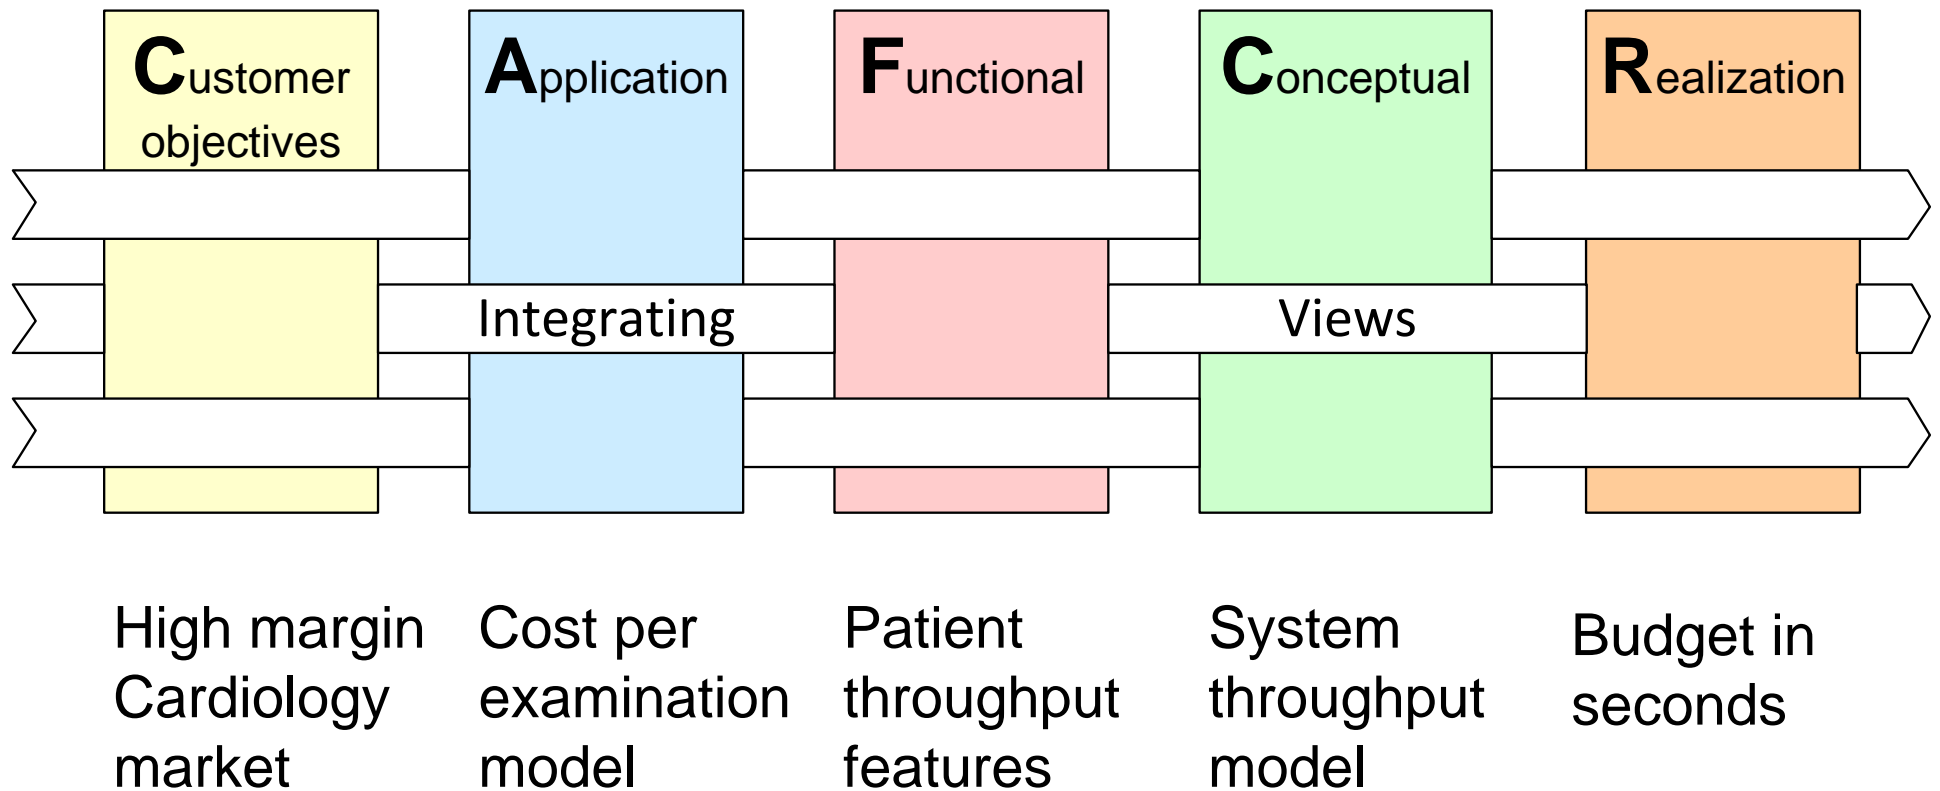 Customer
objectives
Application
Functional
Conceptual
Realization
Integrating
Views
High margin
Cardiology
market
Cost per
examination
model
Patient
throughput
features
System
throughput
model
Budget in
seconds